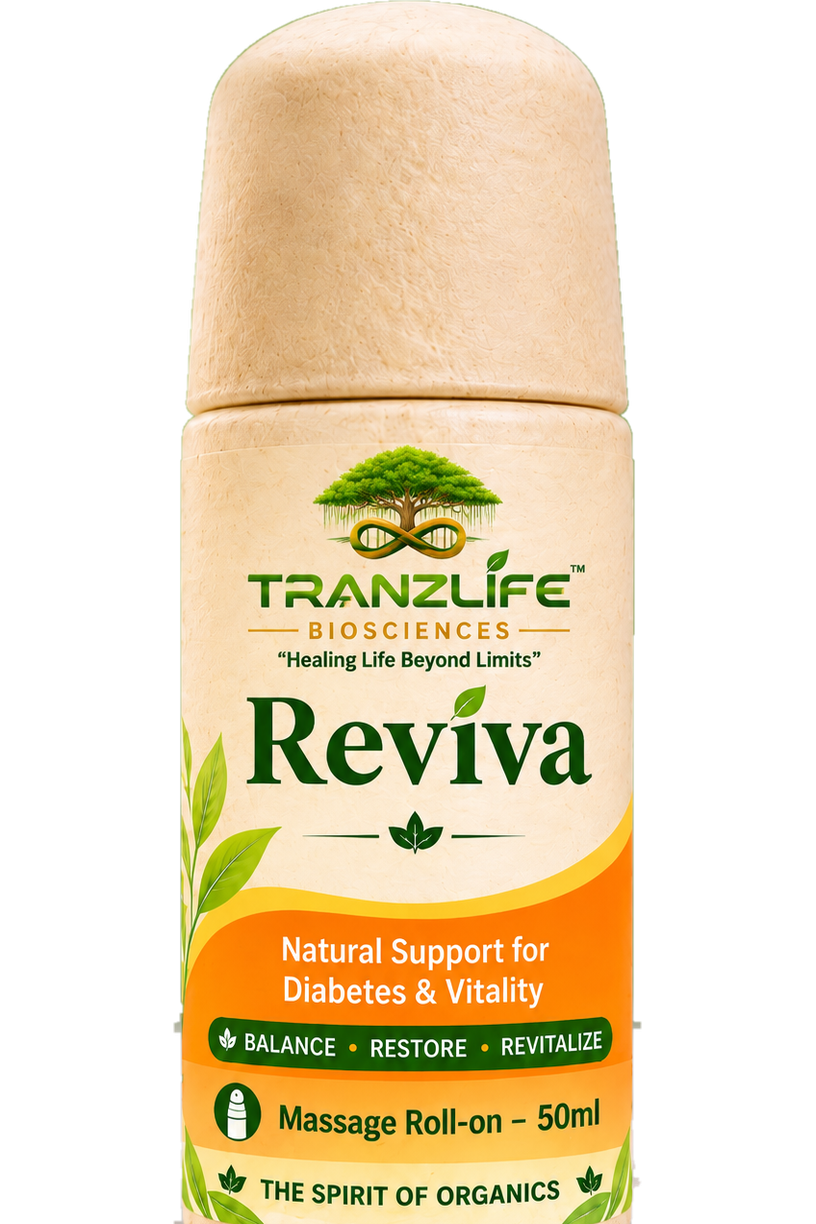 TRANZLIFE™
BIOSCIENCES
“Healing Life Beyond Limits”
Reviva
Natural Support for
Diabetes & Vitality
BALANCE • RESTORE • REVITALIZE
Massage Roll-on – 50ml
THE SPIRIT OF ORGANICS